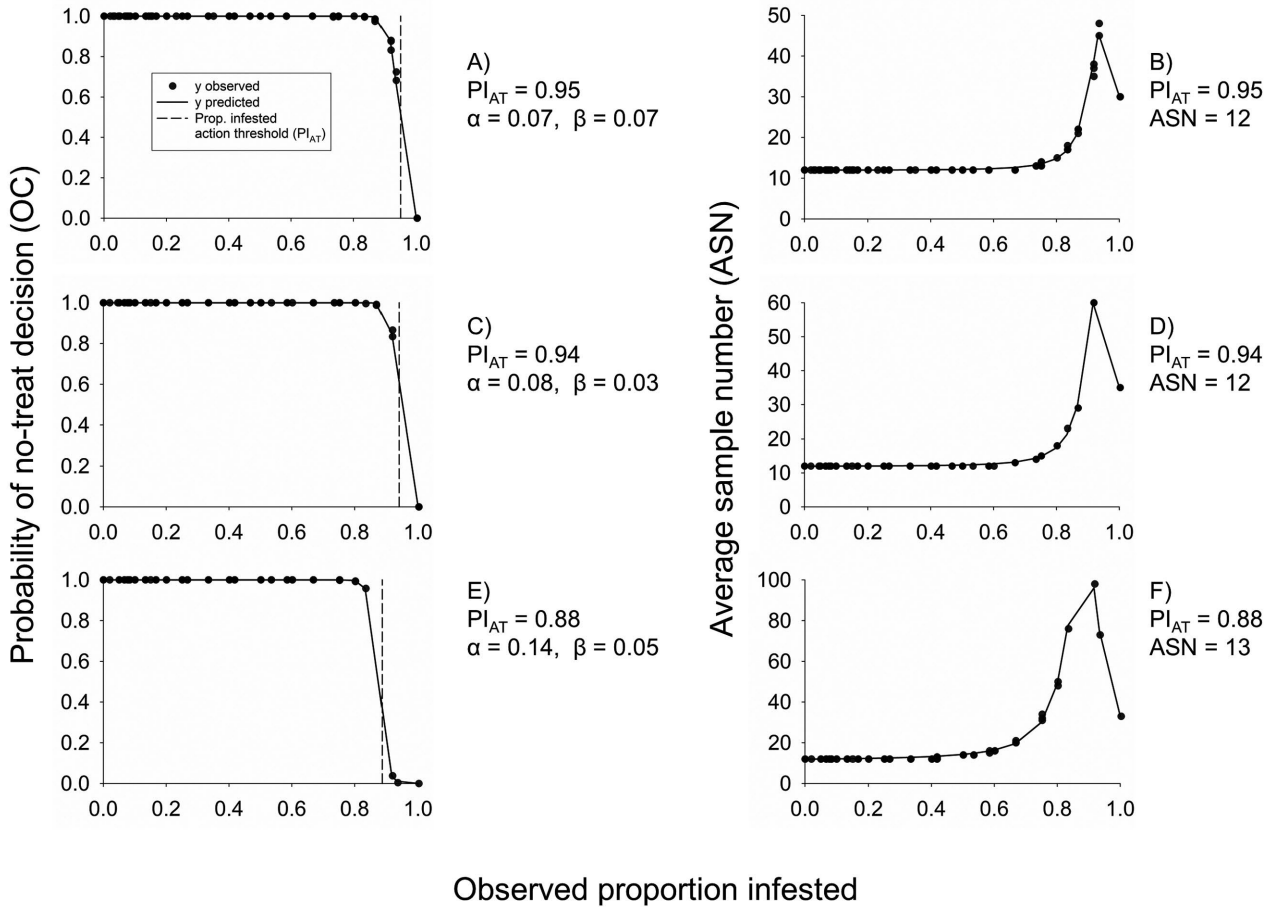 Probability of no-treat decision (OC)
1.0
0.8
0.6
0.4
0.2
0.0
0.0 0.2 0.4 0.6 0.8 1.0
y observed
y predicted
Prop. infested
action threshold (PIAT)
A)
PIAT = 0.95
α = 0.07, β = 0.07
Average sample number (ASN)
50
40
30
20
10
0
0.0 0.2 0.4 0.6 0.8 1.0
B)
PIAT = 0.95
ASN = 12
1.0
0.8
0.6
0.4
0.2
0.0
0.0 0.2 0.4 0.6 0.8 1.0
C)
PIAT = 0.94
α = 0.08, β = 0.03
60
50
40
30
20
10
0
0.0 0.2 0.4 0.6 0.8 1.0
D)
PIAT = 0.94
ASN = 12
1.0
0.8
0.6
0.4
0.2
0.0
0.0 0.2 0.4 0.6 0.8 1.0
E)
PIAT = 0.88
α = 0.14, β = 0.05
100
80
60
40
20
0
0.0 0.2 0.4 0.6 0.8 1.0
F)
PIAT = 0.88
ASN = 13
Observed proportion infested